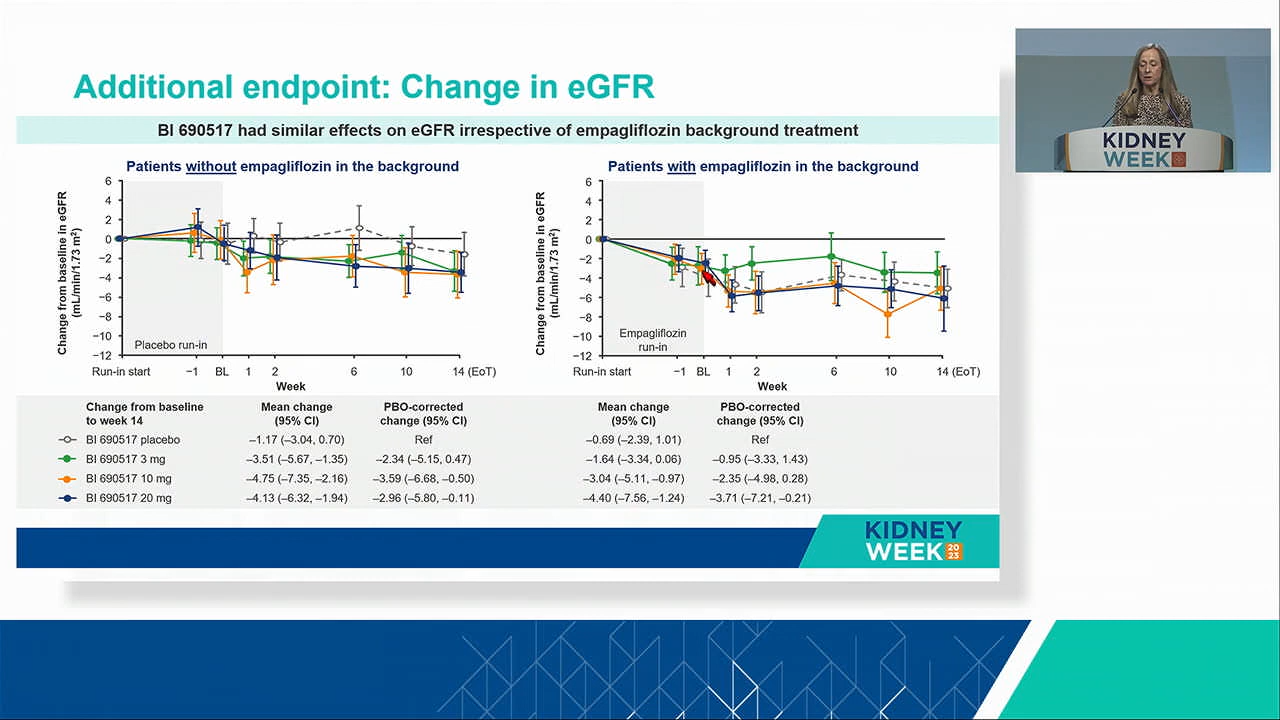 Additional endpoint: Change in eGFR
BI 690517 had similar effects on eGFR irrespective of empagliflozin background treatment
Patients without empagliflozin in the background
Change from baseline in eGFR
(mL/min/1.73 m²)
6
4
2
0
−2
−4
−6
−8
−10
−12
Placebo run-in
Run-in start
−1
BL
1
2
6
10
14 (EoT)
Week
Patients with empagliflozin in the background
Change from baseline in eGFR
(mL/min/1.73 m²)
6
4
2
0
−2
−4
−6
−8
−10
−12
Empagliflozin
run-in
Run-in start
−1
BL
1
2
6
10
14 (EoT)
Week
Change from baseline
to week 14
Mean change
(95% CI)
PBO-corrected
change (95% CI)
Mean change
(95% CI)
PBO-corrected
change (95% CI)
BI 690517 placebo −1.17 (−3.04, 0.70) Ref −0.69 (−2.39, 1.01) Ref
BI 690517 3 mg −3.51 (−5.67, −1.35) −2.34 (−5.15, 0.47) −1.64 (−3.34, 0.06) −0.95 (−3.33, 1.43)
BI 690517 10 mg −4.75 (−7.35, −2.16) −3.59 (−6.68, −0.50) −3.04 (−5.11, −0.97) −2.35 (−4.98, 0.28)
BI 690517 20 mg −4.13 (−6.32, −1.94) −2.96 (−5.80, −0.11) −4.40 (−7.56, −1.24) −3.71 (−7.21, −0.21)
KIDNEY
WEEK 20
23
KIDNEY
WEEK